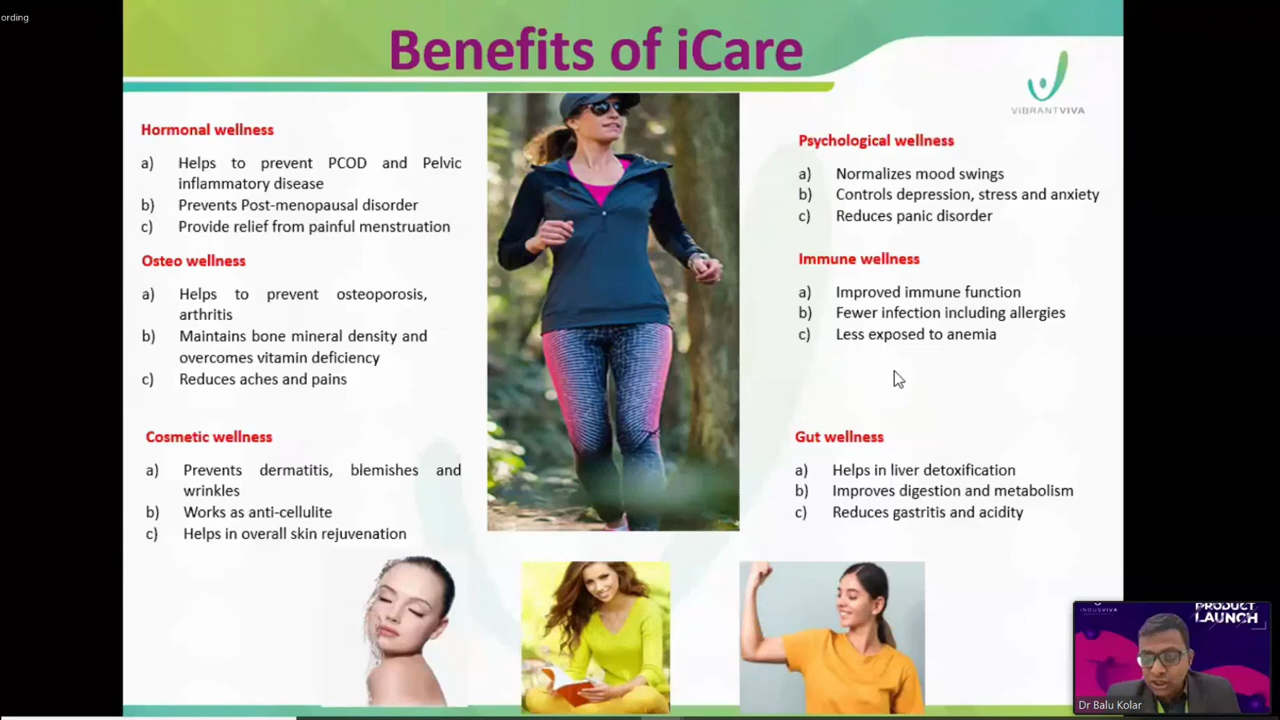 ording
Benefits of iCare
VIBRANTVIVA
Hormonal wellness
a) Helps to prevent PCOD and Pelvic
inflammatory disease
b) Prevents Post-menopausal disorder
c) Provide relief from painful menstruation
Osteo wellness
a) Helps to prevent osteoporosis,
arthritis
b) Maintains bone mineral density and
overcomes vitamin deficiency
c) Reduces aches and pains
Cosmetic wellness
a) Prevents dermatitis, blemishes and
wrinkles
b) Works as anti-cellulite
c) Helps in overall skin rejuvenation
Psychological wellness
a) Normalizes mood swings
b) Controls depression, stress and anxiety
c) Reduces panic disorder
Immune wellness
a) Improved immune function
b) Fewer infection including allergies
c) Less exposed to anemia
Gut wellness
a) Helps in liver detoxification
b) Improves digestion and metabolism
c) Reduces gastritis and acidity
INDUSVIVA
PRODUCT
LAUNCH
Dr Balu Kolar